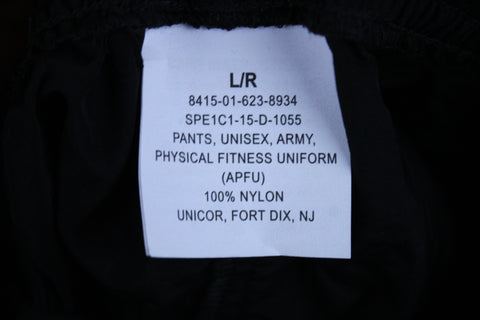 L/R
8415-01-623-8934
SPE1C1-15-D-1055
PANTS, UNISEX, ARMY,
PHYSICAL FITNESS UNIFORM
(APFU)
100% NYLON
UNICOR, FORT DIX, NJ